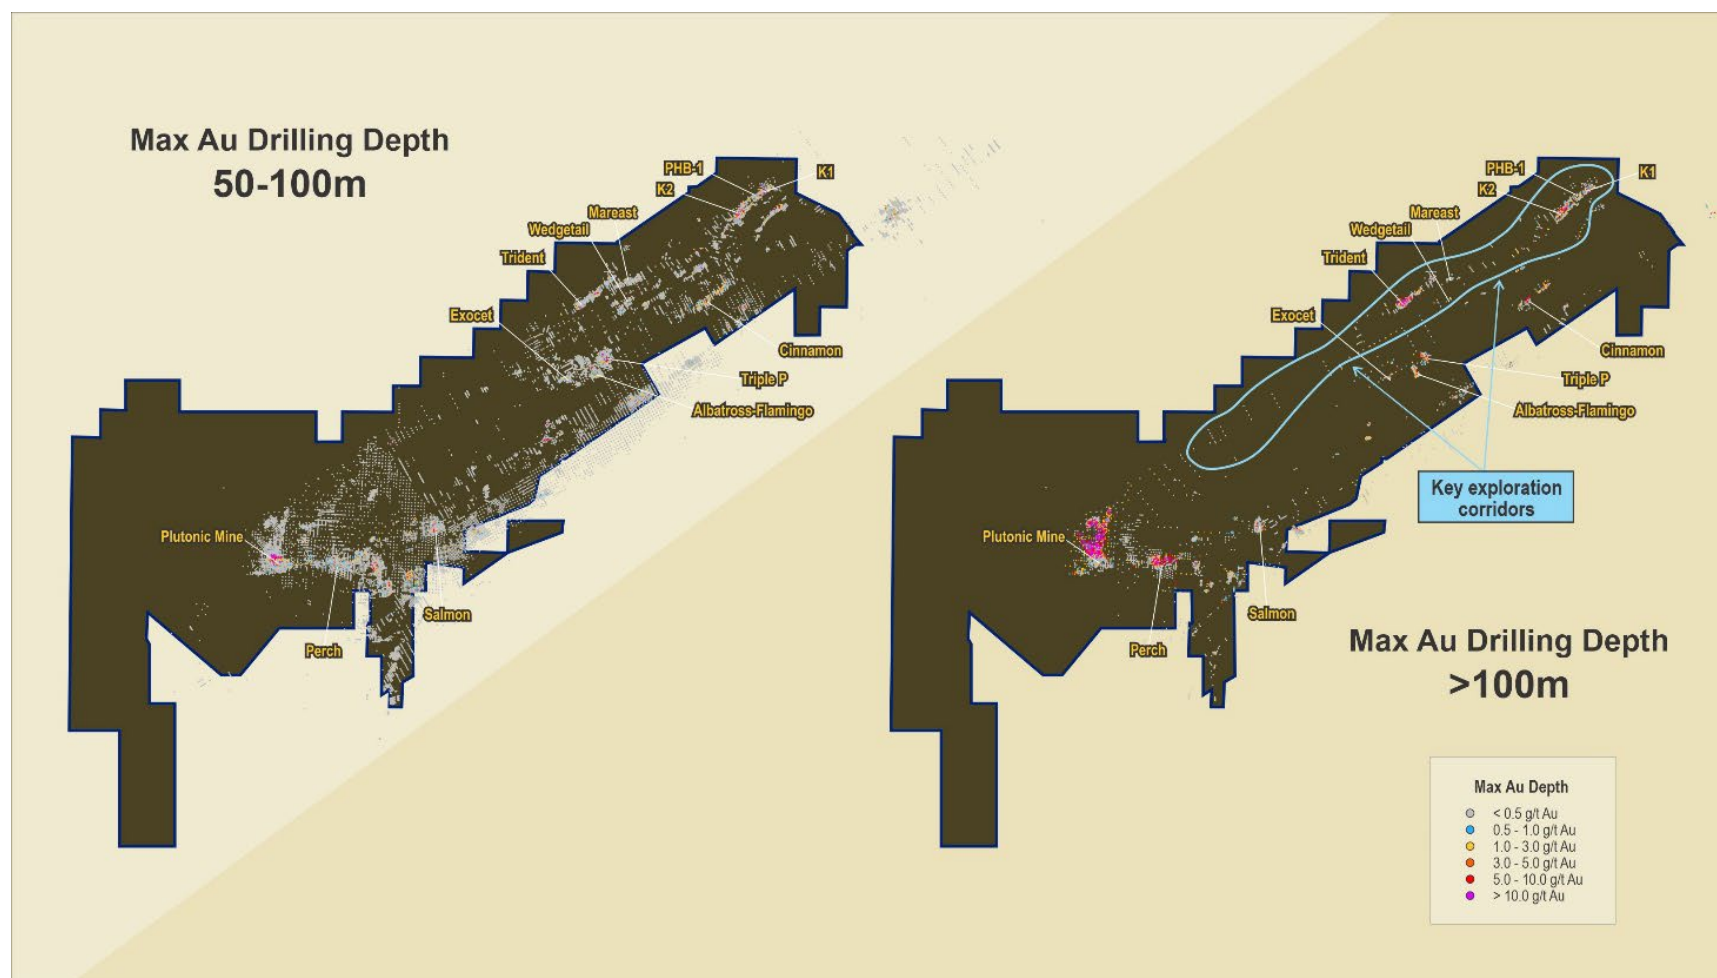 Max Au Drilling Depth
50-100m
PHB-1
K1
K2
Mareast
Wedgetail
Trident
Exocet
Cinnamon
Triple P
Albatross-Flamingo
Plutonic Mine
Salmon
Perch
PHB-1
K1
K2
Mareast
Wedgetail
Trident
Exocet
Cinnamon
Triple P
Albatross-Flamingo
Key exploration
corridors
Plutonic Mine
Salmon
Perch
Max Au Drilling Depth
>100m
Max Au Depth
< 0.5 g/t Au
0.5 - 1.0 g/t Au
1.0 - 3.0 g/t Au
3.0 - 5.0 g/t Au
5.0 - 10.0 g/t Au
> 10.0 g/t Au